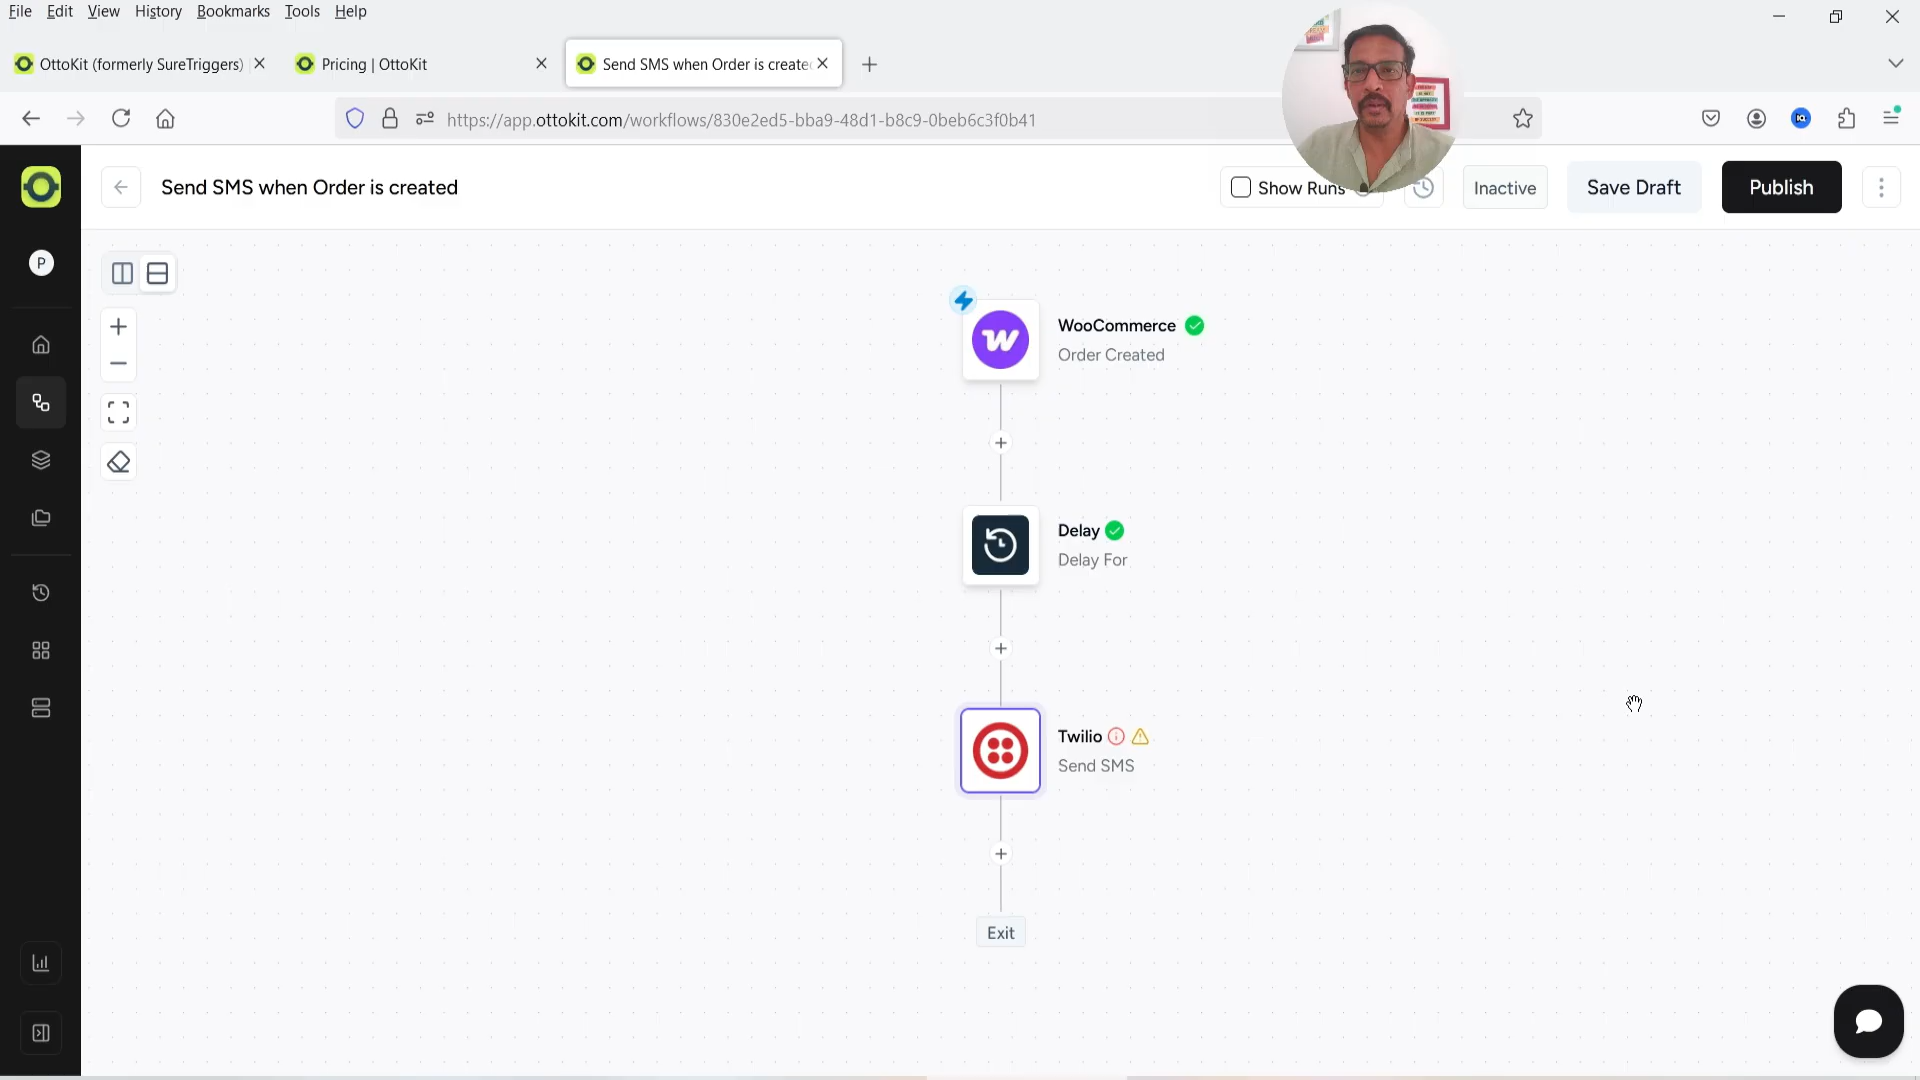 File Edit View History Bookmarks Tools Help
OttoKit (formerly SureTriggers)
Pricing | OttoKit
Send SMS when Order is create
https://app.ottokit.com/workflows/830e2ed5-bba9-48d1-b8c9-0beb6c3f0b41
Send SMS when Order is created
Show Runs
Inactive
Save Draft
Publish
P
WooCommerce
Order Created
Delay
Delay For
Twilio
Send SMS
Exit